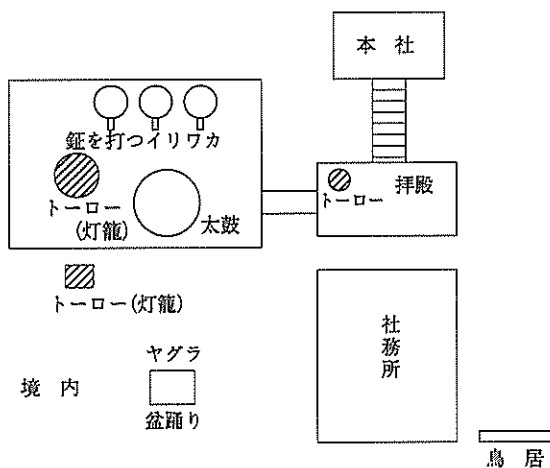 本社
鉦を打つイリワカ
トーロー
(灯籠)
太鼓
トーロー
拝殿
トーロー(灯籠)
社務所
ヤグラ
境内
盆踊り
鳥居